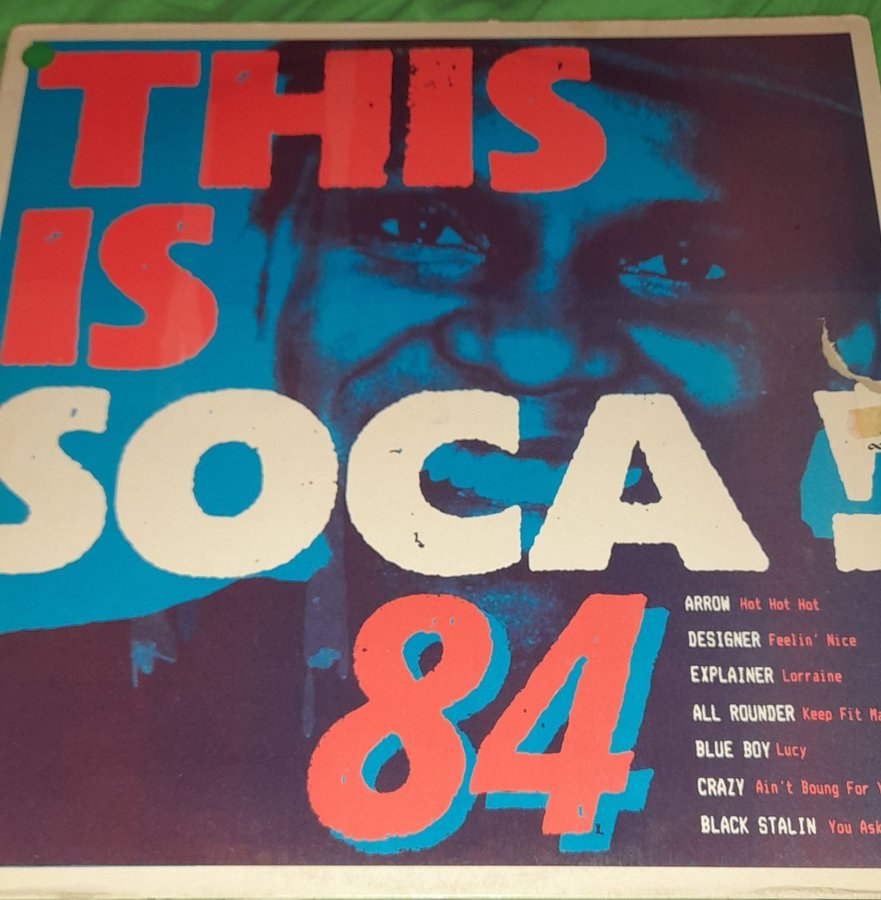 THIS
IS
SOCA !
84
ARROW Hot Hot Hot
DESIGNER Feelin' Nice
EXPLAINER Lorraine
ALL ROUNDER Keep Fit
BLUE BOY Lucy
CRAZY Ain't Boung For
BLACK STALIN You